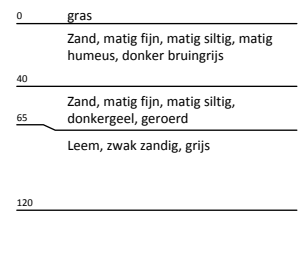 0 gras
Zand, matig fijn, matig siltig, matig
humeus, donker bruingrijs
40
Zand, matig fijn, matig siltig,
65 donkergeel, geroerd
Leem, zwak zandig, grijs
120